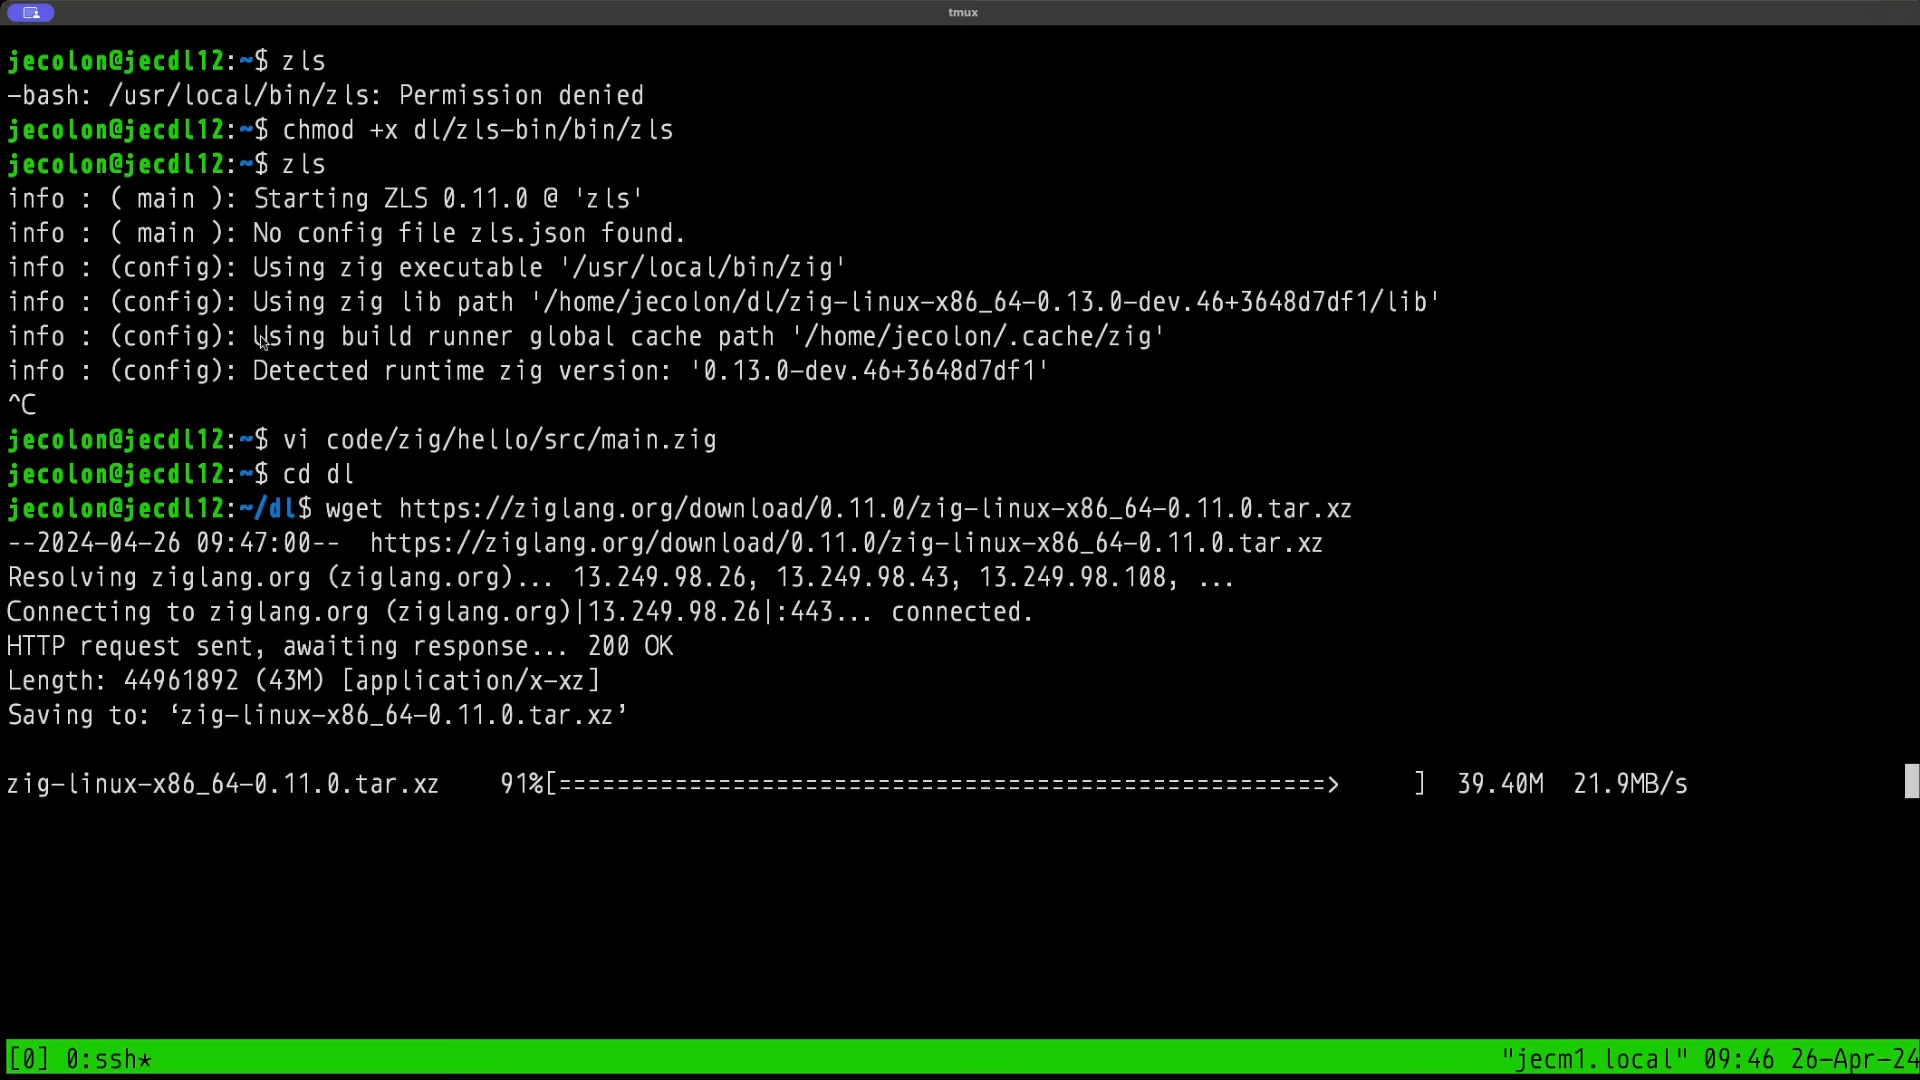 tmux
jecolon@jecdl12:~$ zls
-bash: /usr/local/bin/zls: Permission denied
jecolon@jecdl12:~$ chmod +x dl/zls-bin/bin/zls
jecolon@jecdl12:~$ zls
info : ( main ): Starting ZLS 0.11.0 @ 'zls'
info : ( main ): No config file zls.json found.
info : (config): Using zig executable '/usr/local/bin/zig'
info : (config): Using zig lib path '/home/jecolon/dl/zig-linux-x86_64-0.13.0-dev.46+3648d7df1/lib'
info : (config): Using build runner global cache path '/home/jecolon/.cache/zig'
info : (config): Detected runtime zig version: '0.13.0-dev.46+3648d7df1'
^C
jecolon@jecdl12:~$ vi code/zig/hello/src/main.zig
jecolon@jecdl12:~$ cd dl
jecolon@jecdl12:~/dl$ wget https://ziglang.org/download/0.11.0/zig-linux-x86_64-0.11.0.tar.xz
--2024-04-26 09:47:00--  https://ziglang.org/download/0.11.0/zig-linux-x86_64-0.11.0.tar.xz
Resolving ziglang.org (ziglang.org)... 13.249.98.26, 13.249.98.43, 13.249.98.108, ...
Connecting to ziglang.org (ziglang.org)|13.249.98.26|:443... connected.
HTTP request sent, awaiting response... 200 OK
Length: 44961892 (43M) [application/x-xz]
Saving to: ‘zig-linux-x86_64-0.11.0.tar.xz’
zig-linux-x86_64-0.11.0.tar.xz    91%[=====================================================>     ]  39.40M  21.9MB/s
[0] 0:ssh* "jecm1.local" 09:46 26-Apr-24